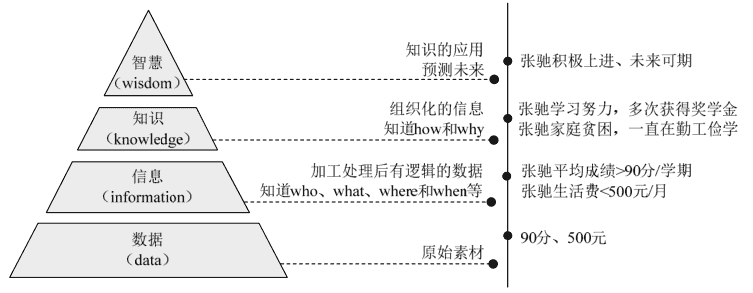 智慧
（wisdom）
知识的应用
预测未来
张驰积极上进、未来可期
知识
（knowledge）
组织化的信息
知道how和why
张驰学习努力，多次获得奖学金
张驰家庭贫困，一直在勤工俭学
信息
（information）
加工处理后有逻辑的数据
知道who、what、where和when等
张驰平均成绩>90分/学期
张驰生活费<500元/月
数据
（data）
原始素材
90分、500元